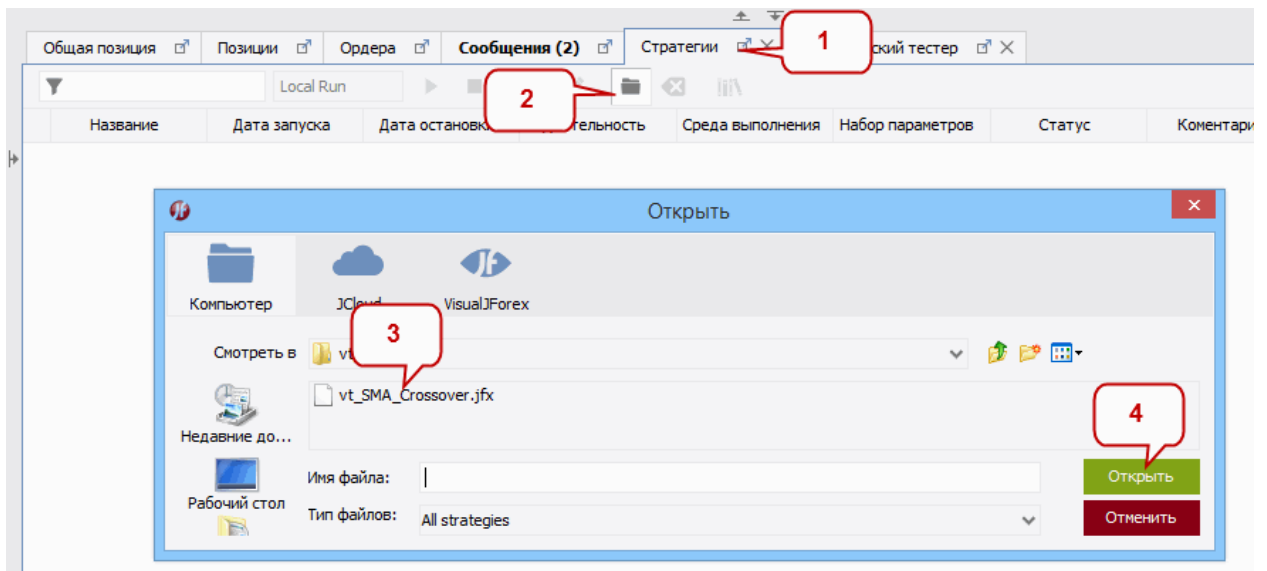 Общая позиция Позиции Ордера Сообщения (2) Стратегии 1 ский тестер
Local Run 2
Название Дата запуска Дата остановк тельность Среда выполнения Набор параметров Статус Коментари
Открыть
Компьютер JCloud VisualJForex
3
Смотреть в vt
vt_SMA_Crossover.jfx
4
Недавние до...
Имя файла: Открыть
Рабочий стол
Тип файлов: All strategies Отменить